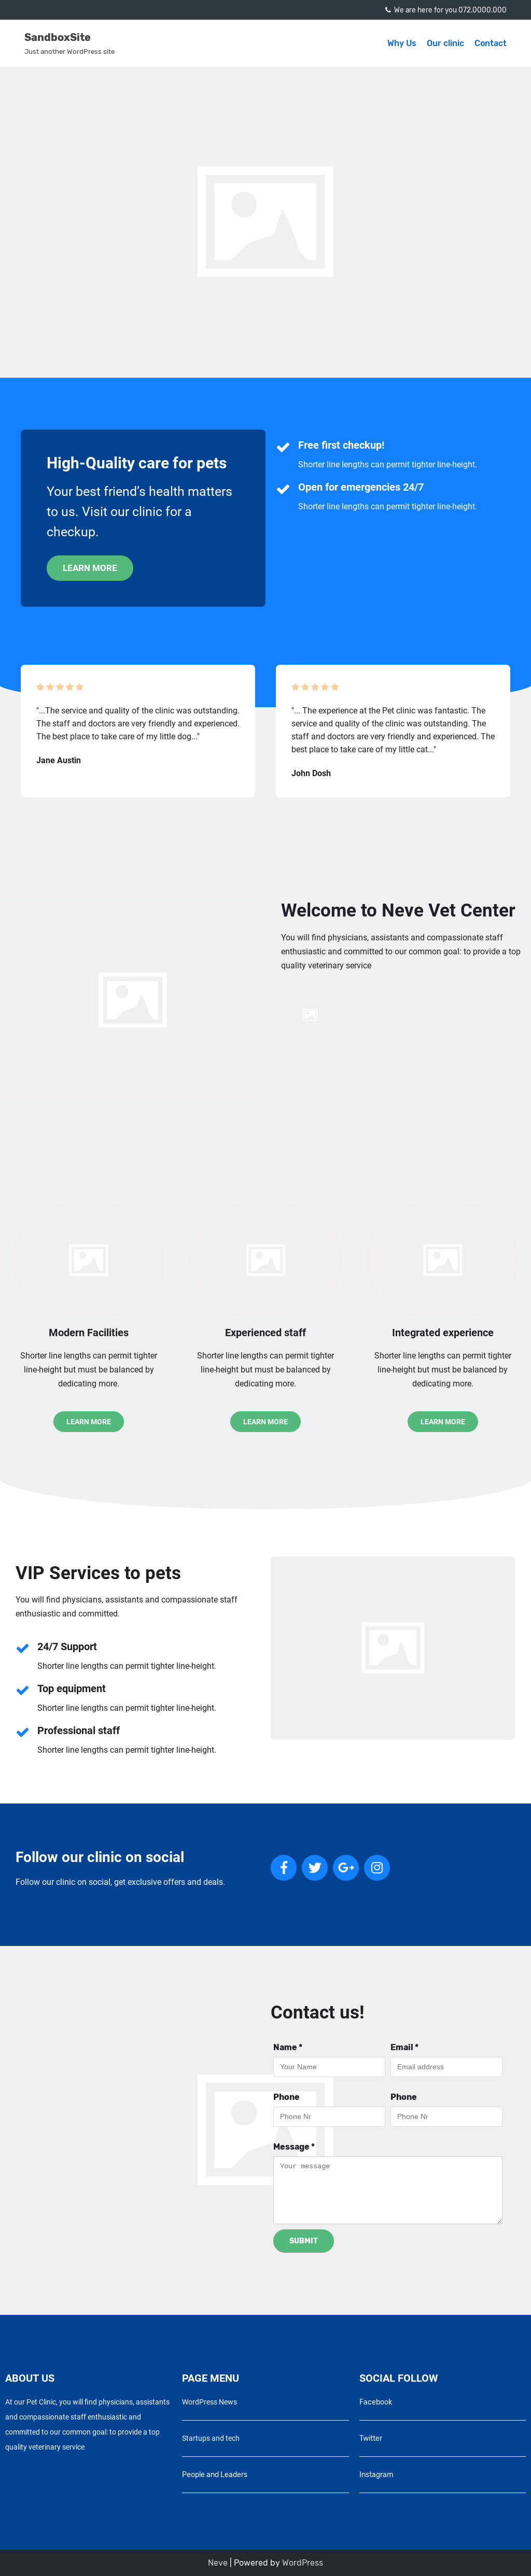 We are here for you 072.0000.000
SandboxSite
Just another WordPress site
Why Us Our clinic Contact
High-Quality care for pets
Your best friend's health matters
to us. Visit our clinic for a
checkup.
LEARN MORE
Free first checkup!
Shorter line lengths can permit tighter line-height.
Open for emergencies 24/7
Shorter line lengths can permit tighter line-height.
"...The service and quality of the clinic was outstanding.
The staff and doctors are very friendly and experienced.
The best place to take care of my little dog..."
Jane Austin
"... The experience at the Pet clinic was fantastic. The
service and quality of the clinic was outstanding. The
staff and doctors are very friendly and experienced. The
best place to take care of my little cat..."
John Dosh
Welcome to Neve Vet Center
You will find physicians, assistants and compassionate staff
enthusiastic and committed to our common goal: to provide a top
quality veterinary service
Modern Facilities
Shorter line lengths can permit tighter
line-height but must be balanced by
dedicating more.
LEARN MORE
Experienced staff
Shorter line lengths can permit tighter
line-height but must be balanced by
dedicating more.
LEARN MORE
Integrated experience
Shorter line lengths can permit tighter
line-height but must be balanced by
dedicating more.
LEARN MORE
VIP Services to pets
You will find physicians, assistants and compassionate staff
enthusiastic and committed.
24/7 Support
Shorter line lengths can permit tighter line-height.
Top equipment
Shorter line lengths can permit tighter line-height.
Professional staff
Shorter line lengths can permit tighter line-height.
Follow our clinic on social
Follow our clinic on social, get exclusive offers and deals.
Contact us!
Name * Email *
Your Name Email address
Phone Phone
Phone Nr Phone Nr
Message *
Your message
SUBMIT
ABOUT US
At our Pet Clinic, you will find physicians, assistants
and compassionate staff enthusiastic and
committed to our common goal: to provide a top
quality veterinary service
PAGE MENU
WordPress News
Startups and tech
People and Leaders
SOCIAL FOLLOW
Facebook
Twitter
Instagram
Neve | Powered by WordPress